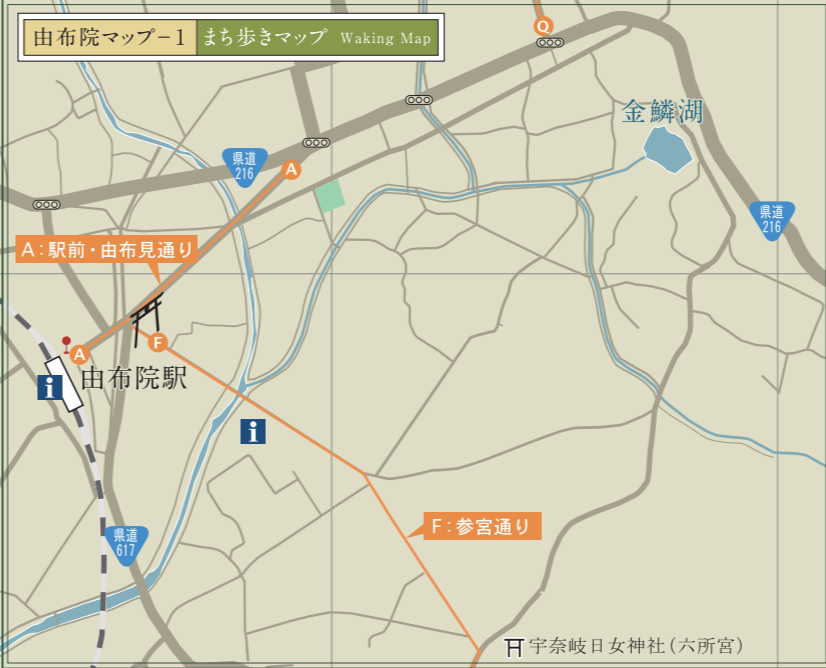 由布院マップ-1 まち歩きマップ Waking Map
Q
金鱗湖
県道
216
A
県道
216
A:駅前・由布見通り
F
A
由布院駅
i
i
F:参宮通り
県道
617
宇奈岐日女神社(六所宮)